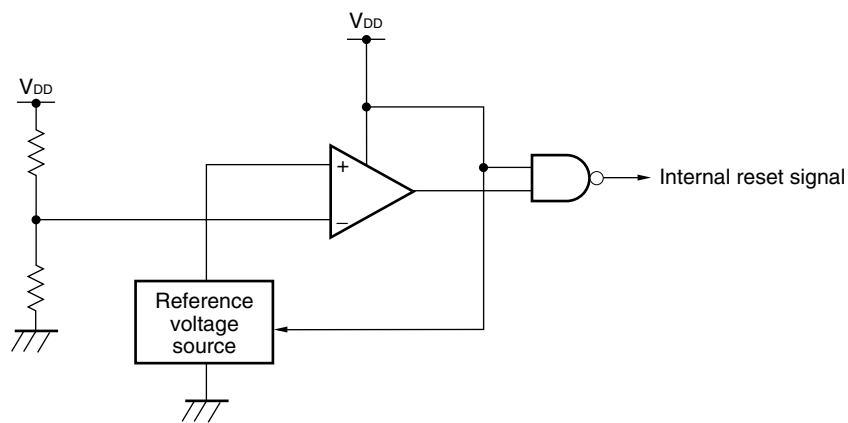 VDD
VDD
+
−
Internal reset signal
Reference
voltage
source